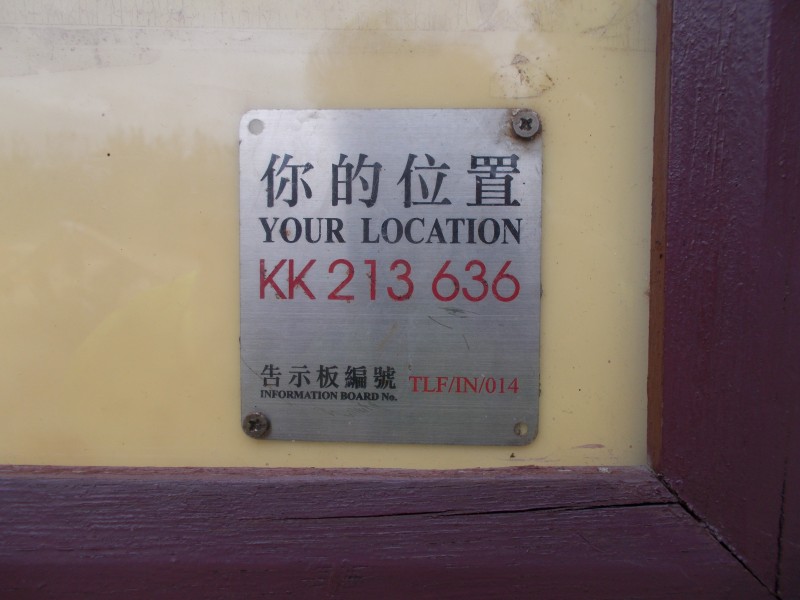 你的位置
YOUR LOCATION
KK 213 636
告示板編號 TLF/IN/014
INFORMATION BOARD No.